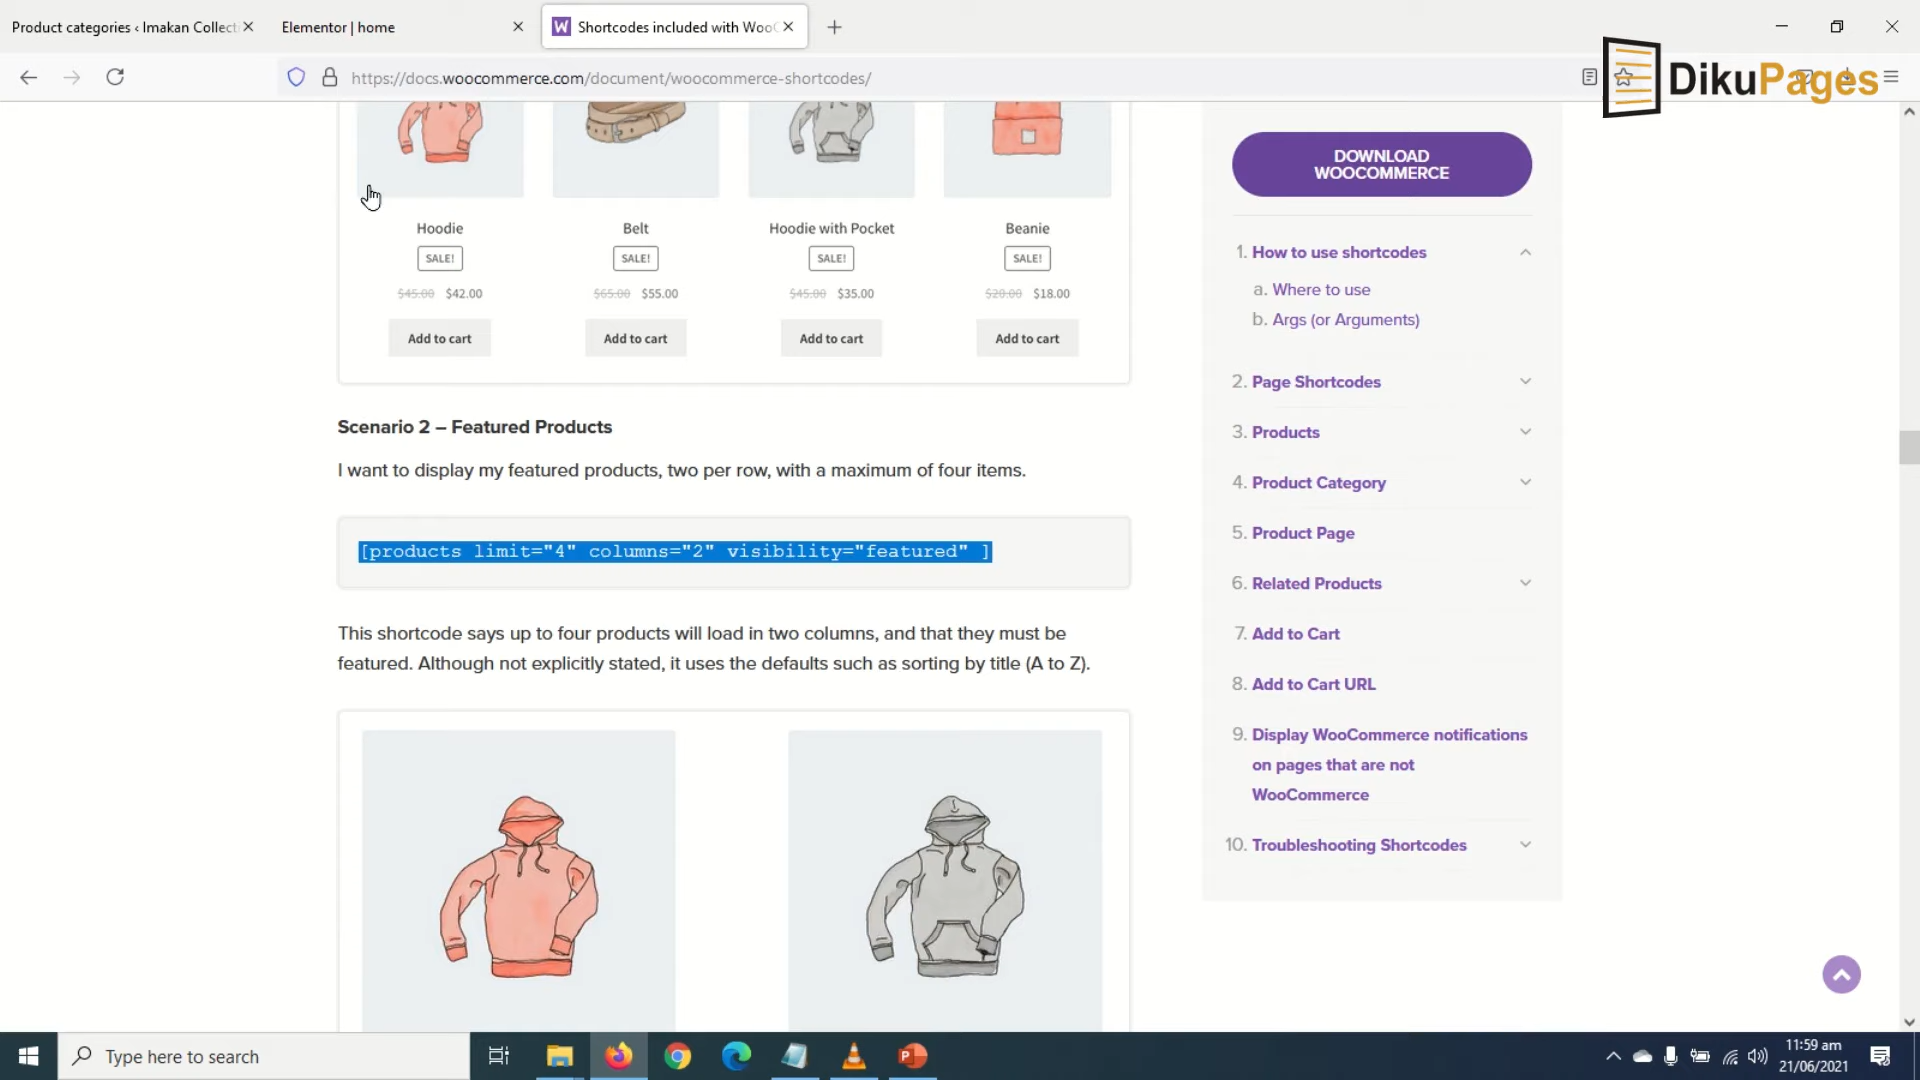 Product categories ‹ Imakan Collecti
Elementor | home
W Shortcodes included with WooC
https://docs.woocommerce.com/document/woocommerce-shortcodes/
DikuPages
Hoodie
SALE!
$45.00 $42.00
Add to cart
Belt
SALE!
$65.00 $55.00
Add to cart
Hoodie with Pocket
SALE!
$45.00 $35.00
Add to cart
Beanie
SALE!
$20.00 $18.00
Add to cart
Scenario 2 – Featured Products
I want to display my featured products, two per row, with a maximum of four items.
[products limit="4" columns="2" visibility="featured" ]
This shortcode says up to four products will load in two columns, and that they must be
featured. Although not explicitly stated, it uses the defaults such as sorting by title (A to Z).
DOWNLOAD
WOOCOMMERCE
1. How to use shortcodes
a. Where to use
b. Args (or Arguments)
2. Page Shortcodes
3. Products
4. Product Category
5. Product Page
6. Related Products
7. Add to Cart
8. Add to Cart URL
9. Display WooCommerce notifications
on pages that are not
WooCommerce
10. Troubleshooting Shortcodes
Type here to search
11:59 am
21/06/2021